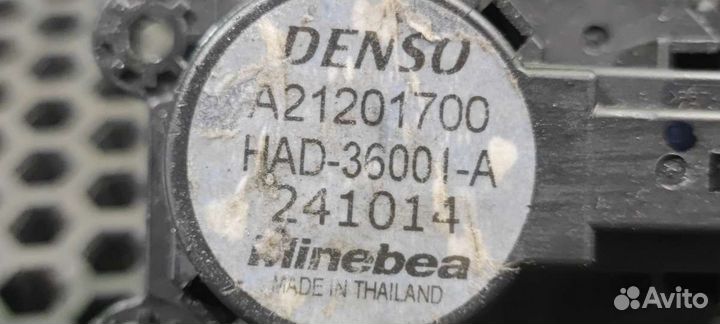 DENSO
A21201700
HAD-36001-A
241014
Minebea
MADE IN THAILAND
Avito